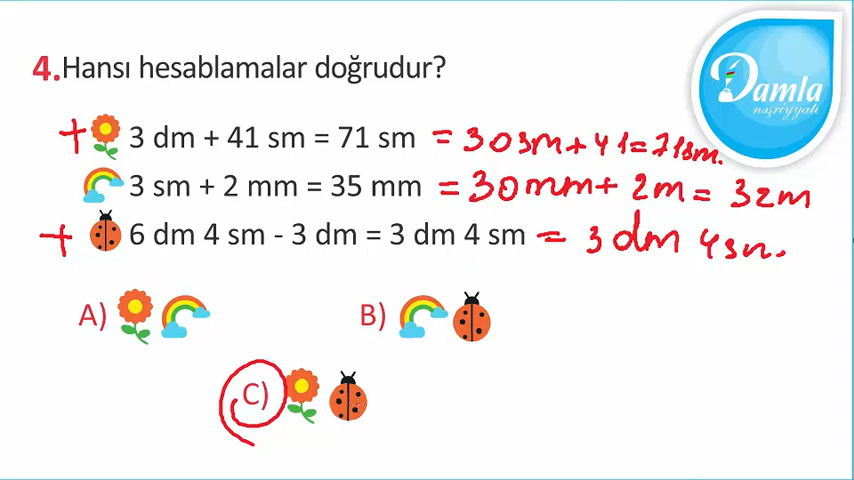 4. Hansı hesablamalar doğrudur?
Damla
nəşriyyatı
+ 3 dm + 41 sm = 71 sm = 30sm + 41 = 71sm.
3 sm + 2 mm = 35 mm = 30mm + 2m = 32m
+ 6 dm 4 sm - 3 dm = 3 dm 4 sm = 3dm 4sm.
A) B)
C)